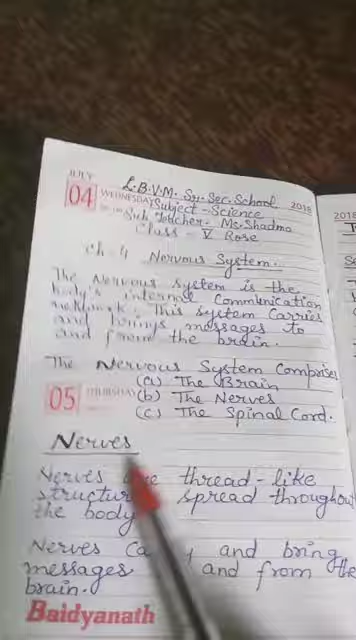 JULY
04 WEDNESDAY 2018
L.B.V.M. Sr. Sec. School
Subject - Science
Sub Teacher - Ms. Shadma
Class - V Rose
Ch. 4 Nervous System.
The Nervous system is the
body's internal communication
network. This system carries
and brings messages to
and from the brain.
The Nervous System Comprises
(a) The Brain
05 THURSDAY (b) The Nerves
(c) The Spinal Cord.
Nerves
Nerves are thread-like
spread throughout
the body
Nerves and bring
messages and from the
brain.
Baidyanath
2018